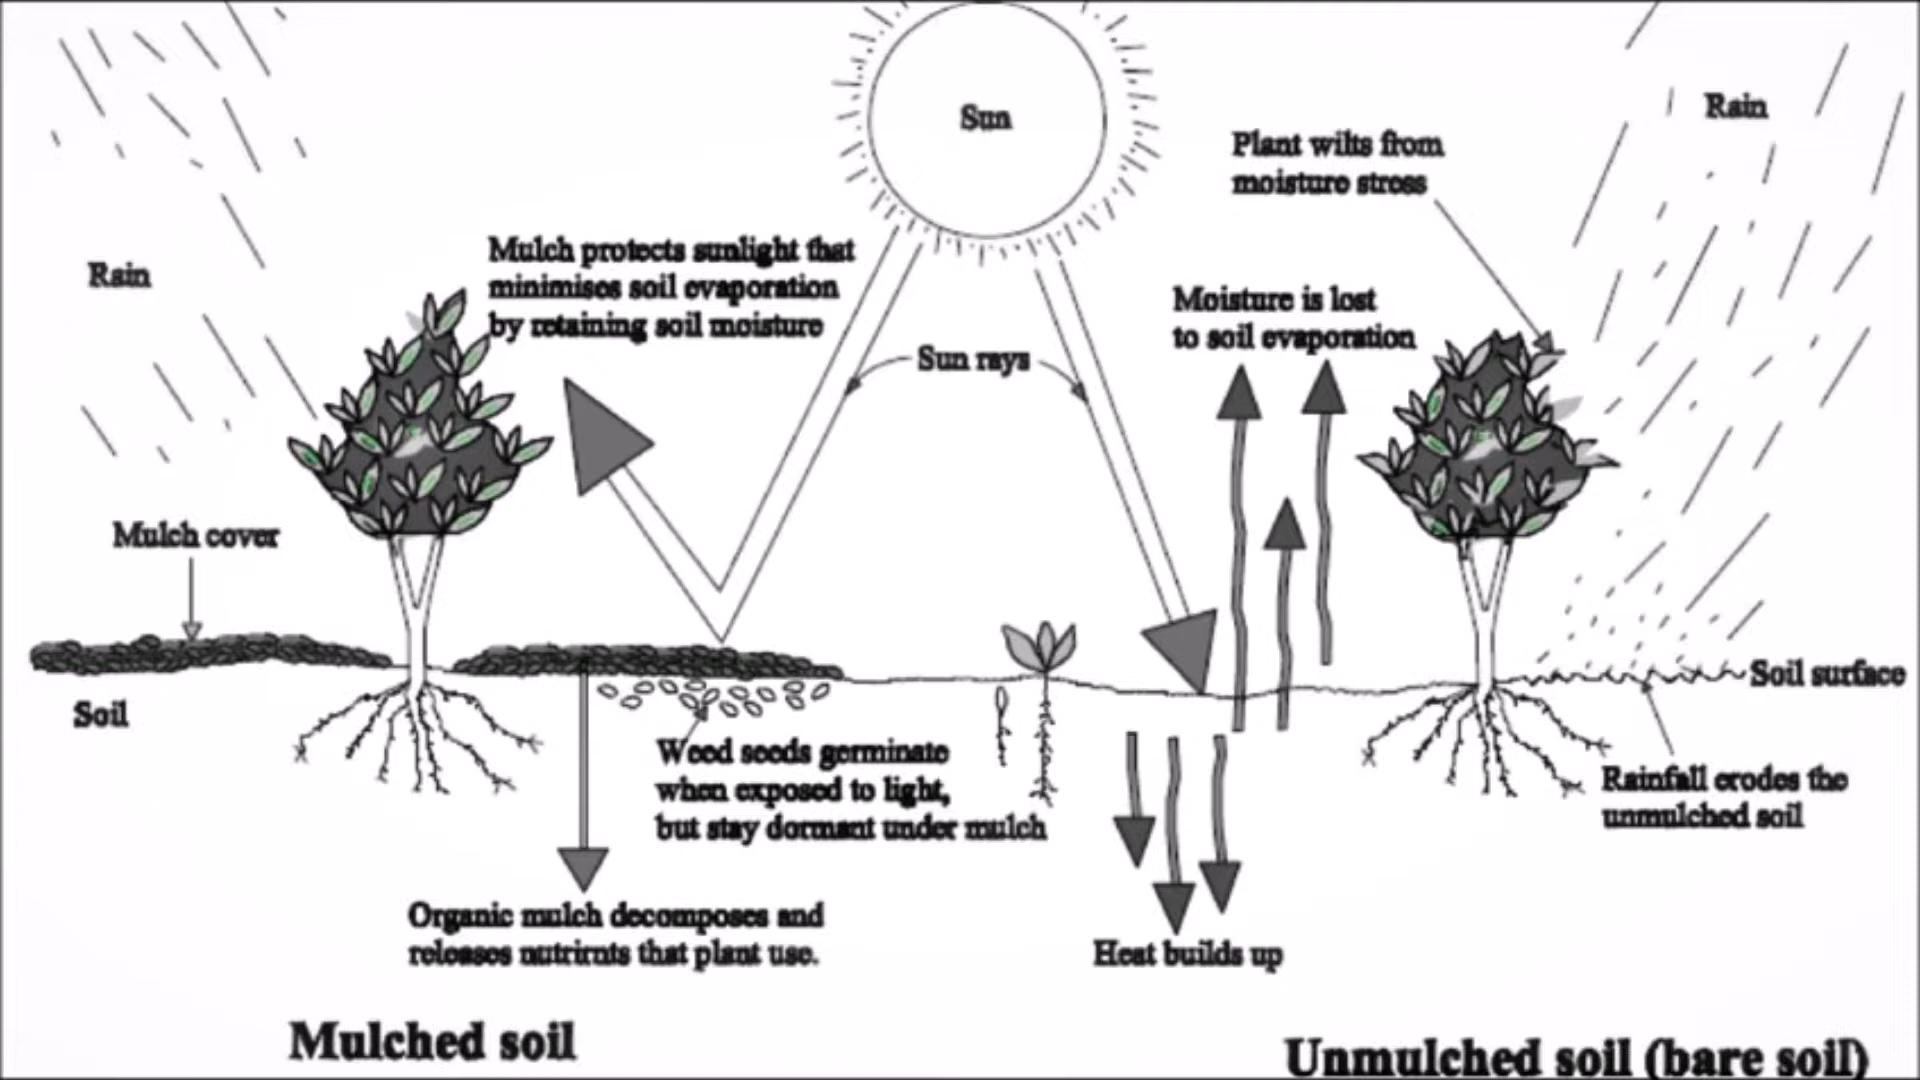 Sun
Rain
Plant wilts from
moisture stress
Mulch protects sunlight that
minimises soil evaporation
by retaining soil moisture
Rain
Moisture is lost
to soil evaporation
Sun rays
Mulch cover
Soil
Soil surface
Weed seeds germinate
when exposed to light,
but stay dormant under mulch
Rainfall erodes the
unmulched soil
Organic mulch decomposes and
releases nutrirnts that plant use.
Heat builds up
Mulched soil
Unmulched soil (bare soil)